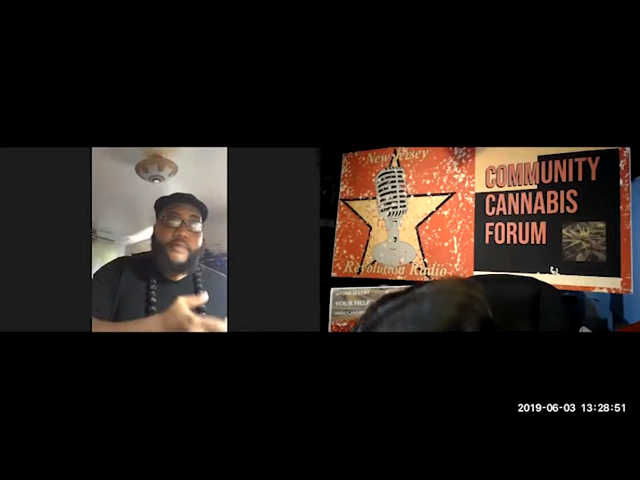 New Jersey
Revolution Radio
COMMUNITY
CANNABIS
FORUM
YOUR HELP
2019-06-03 13:28:51